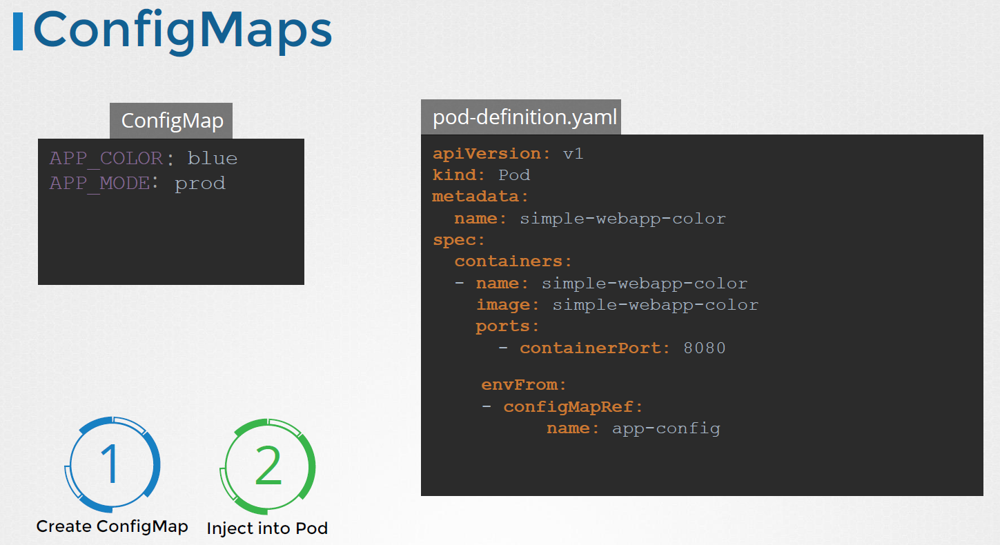 ConfigMaps
ConfigMap
APP_COLOR: blue
APP_MODE: prod
pod-definition.yaml
apiVersion: v1
kind: Pod
metadata:
  name: simple-webapp-color
spec:
  containers:
  - name: simple-webapp-color
    image: simple-webapp-color
    ports:
      - containerPort: 8080
    envFrom:
    - configMapRef:
          name: app-config
1
Create ConfigMap
2
Inject into Pod